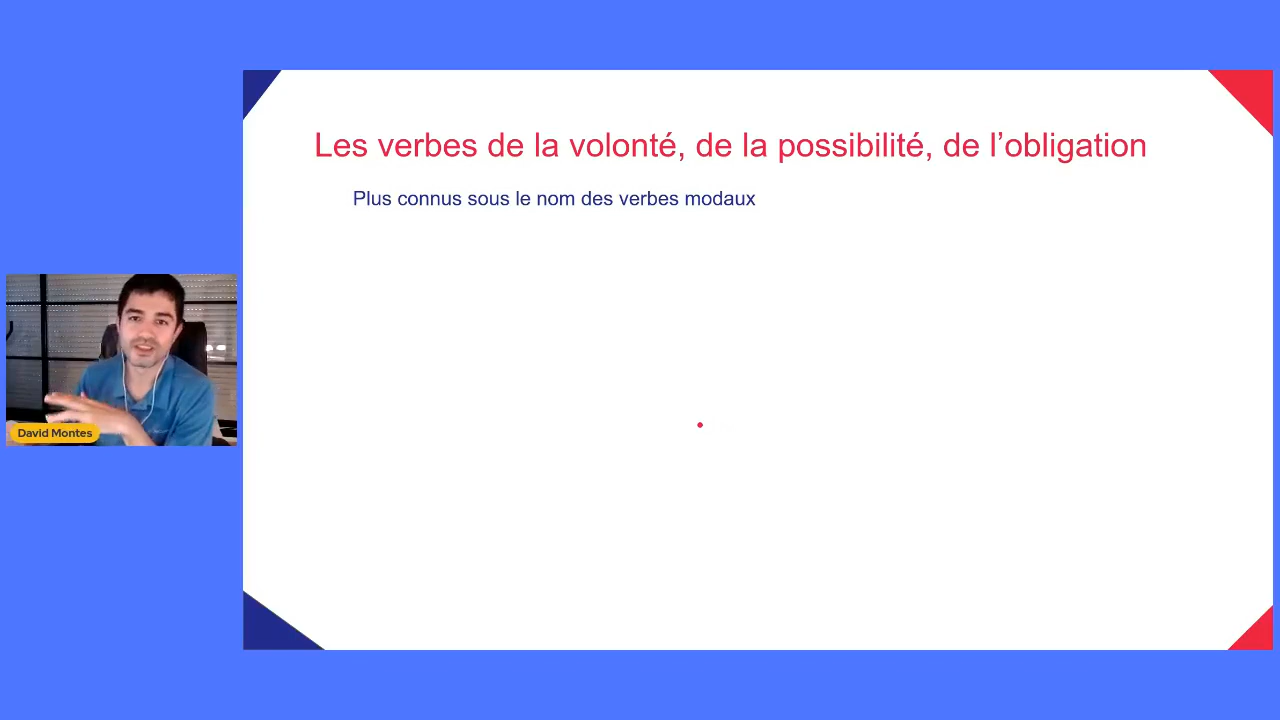 Les verbes de la volonté, de la possibilité, de l’obligation
Plus connus sous le nom des verbes modaux
David Montes